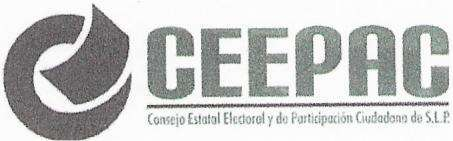 CEEPAC
Consejo Estatal Electoral y de Participación Ciudadana de S.L.P.